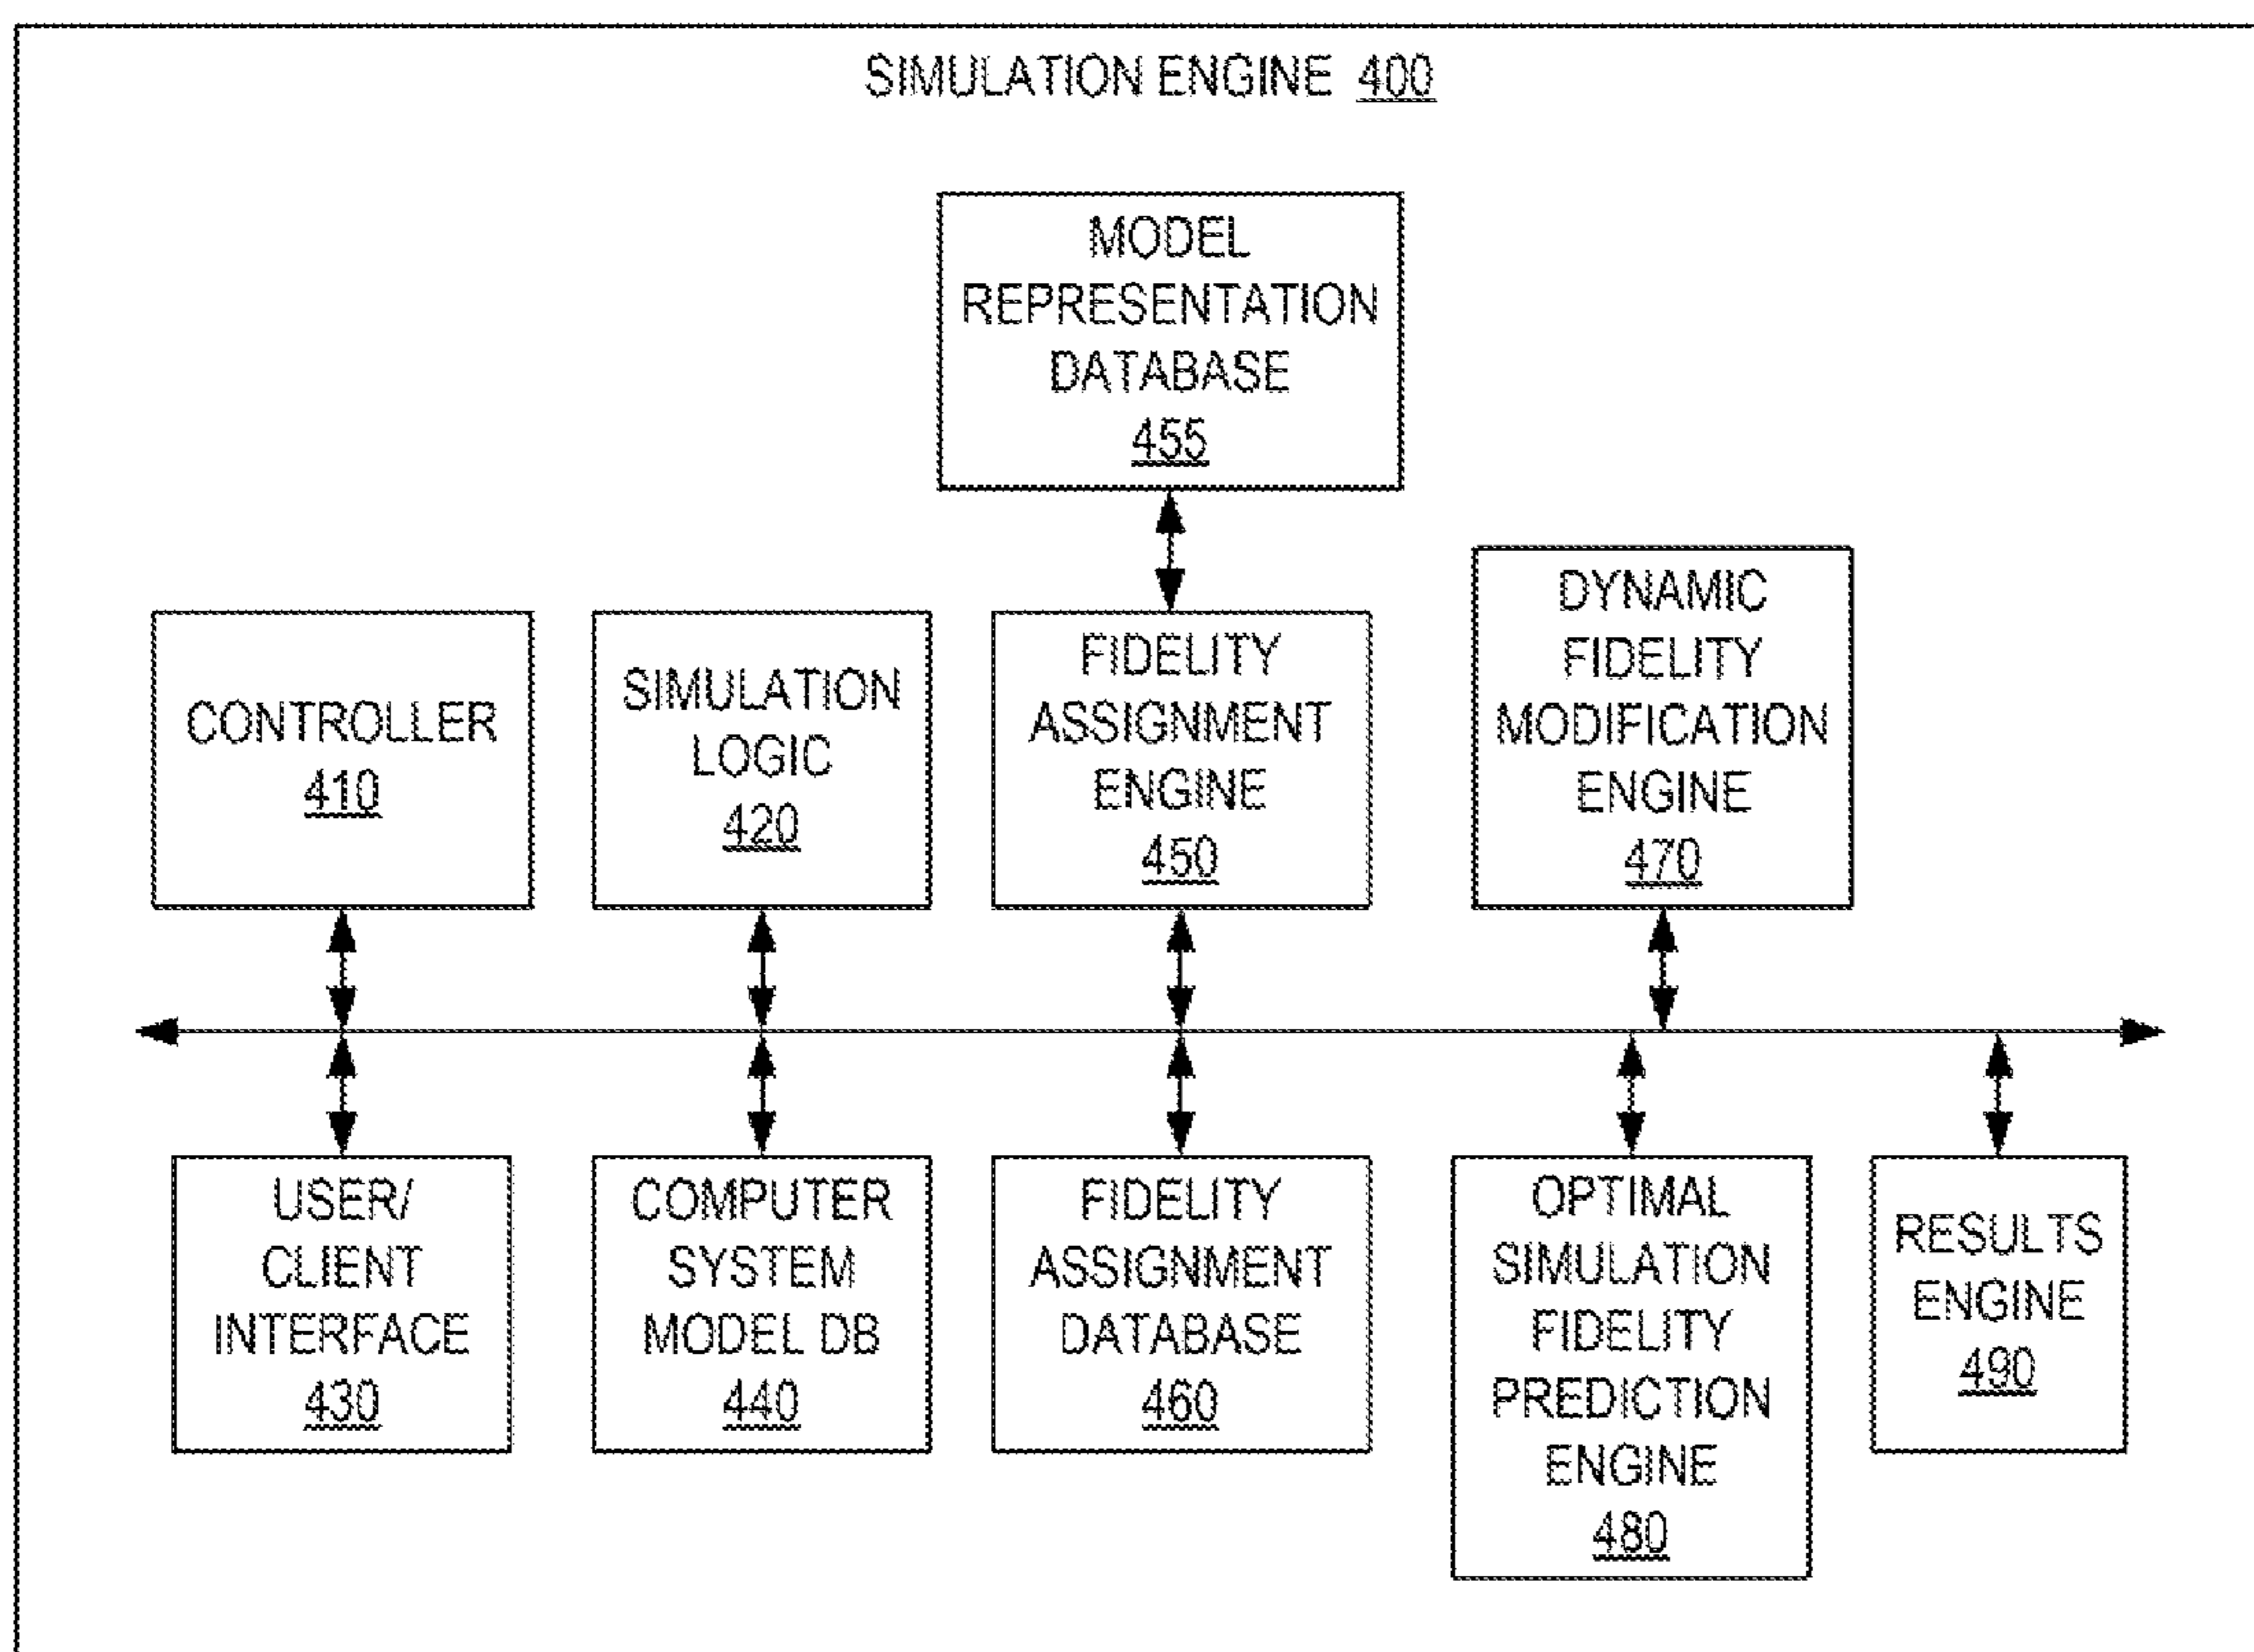 SIMULATION ENGINE 400
MODEL
REPRESENTATION
DATABASE
455
CONTROLLER
410
SIMULATION
LOGIC
420
FIDELITY
ASSIGNMENT
ENGINE
450
DYNAMIC
FIDELITY
MODIFICATION
ENGINE
470
USER/
CLIENT
INTERFACE
430
COMPUTER
SYSTEM
MODEL DB
440
FIDELITY
ASSIGNMENT
DATABASE
460
OPTIMAL
SIMULATION
FIDELITY
PREDICTION
ENGINE
480
RESULTS
ENGINE
490